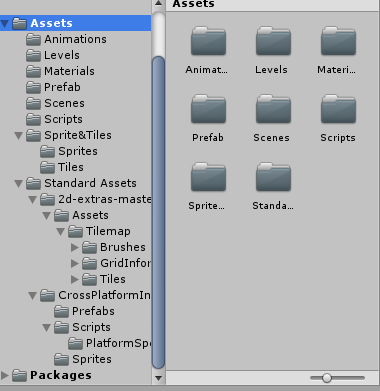 Assets
Animations
Levels
Materials
Prefab
Scenes
Scripts
Sprite&Tiles
Sprites
Tiles
Standard Assets
2d-extras-maste
Assets
Tilemap
Brushes
GridInfor
Tiles
CrossPlatformIn
Prefabs
Scripts
PlatformSpe
Sprites
Packages
Assets
Animat...
Levels
Materi...
Prefab
Scenes
Scripts
Sprite...
Standa...